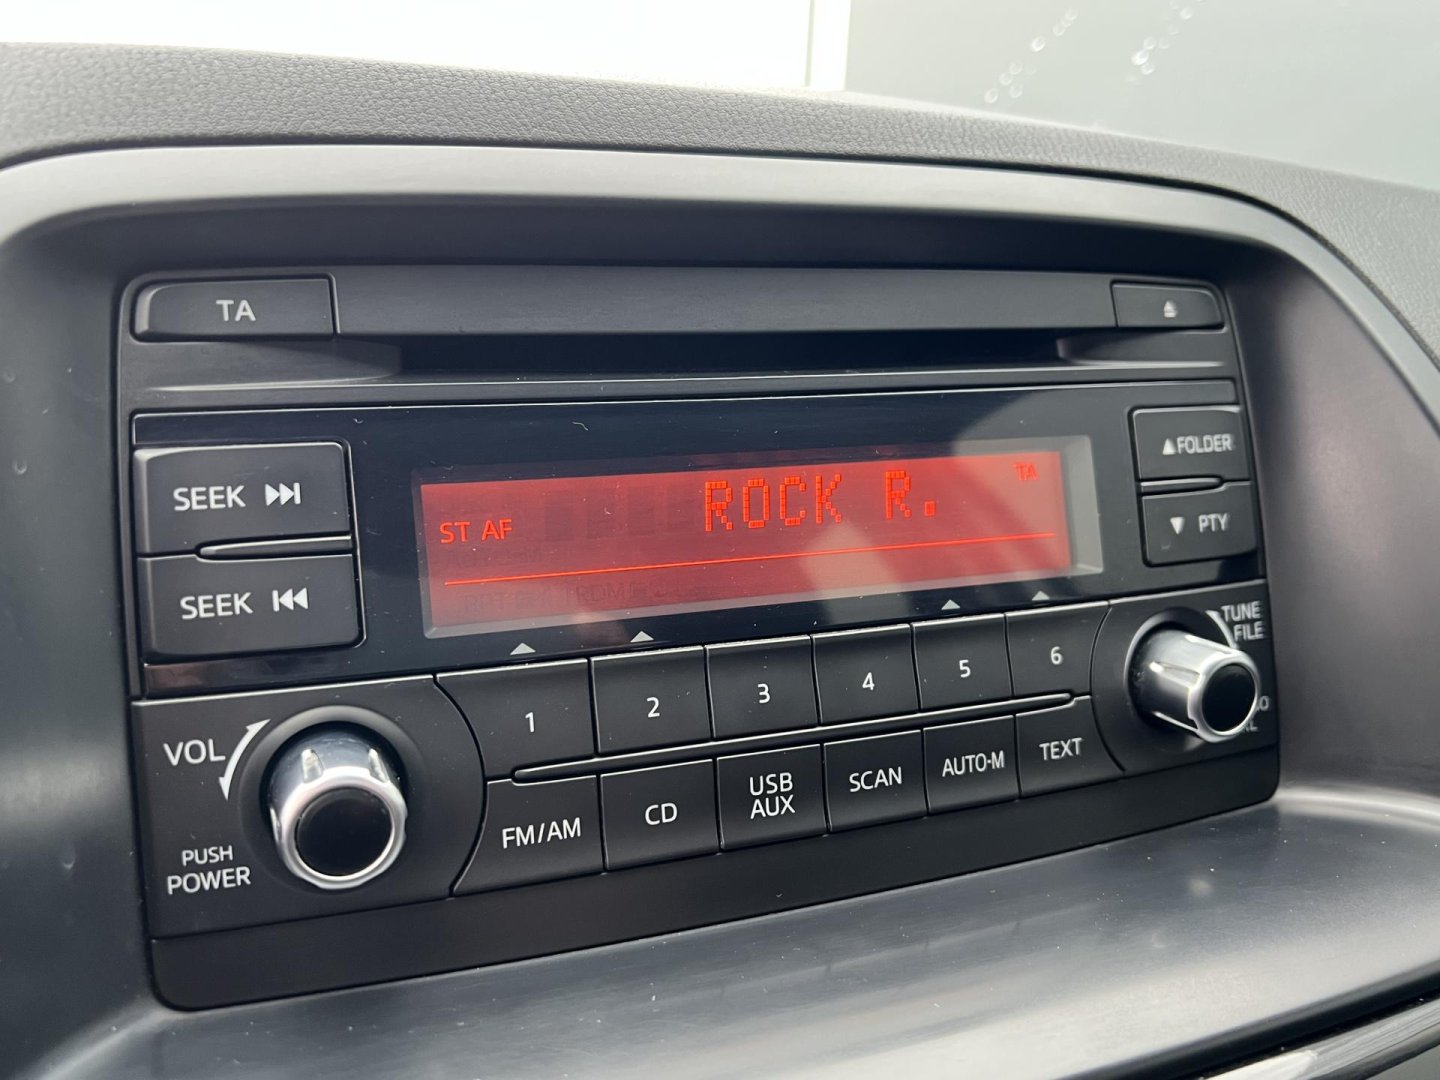 TA
SEEK
SEEK
ST AF
ROCK R.
TA
▲FOLDER
▼ PTY
TUNE
FILE
1
2
3
4
5
6
VOL
PUSH
POWER
FM/AM
CD
USB
AUX
SCAN
AUTO-M
TEXT